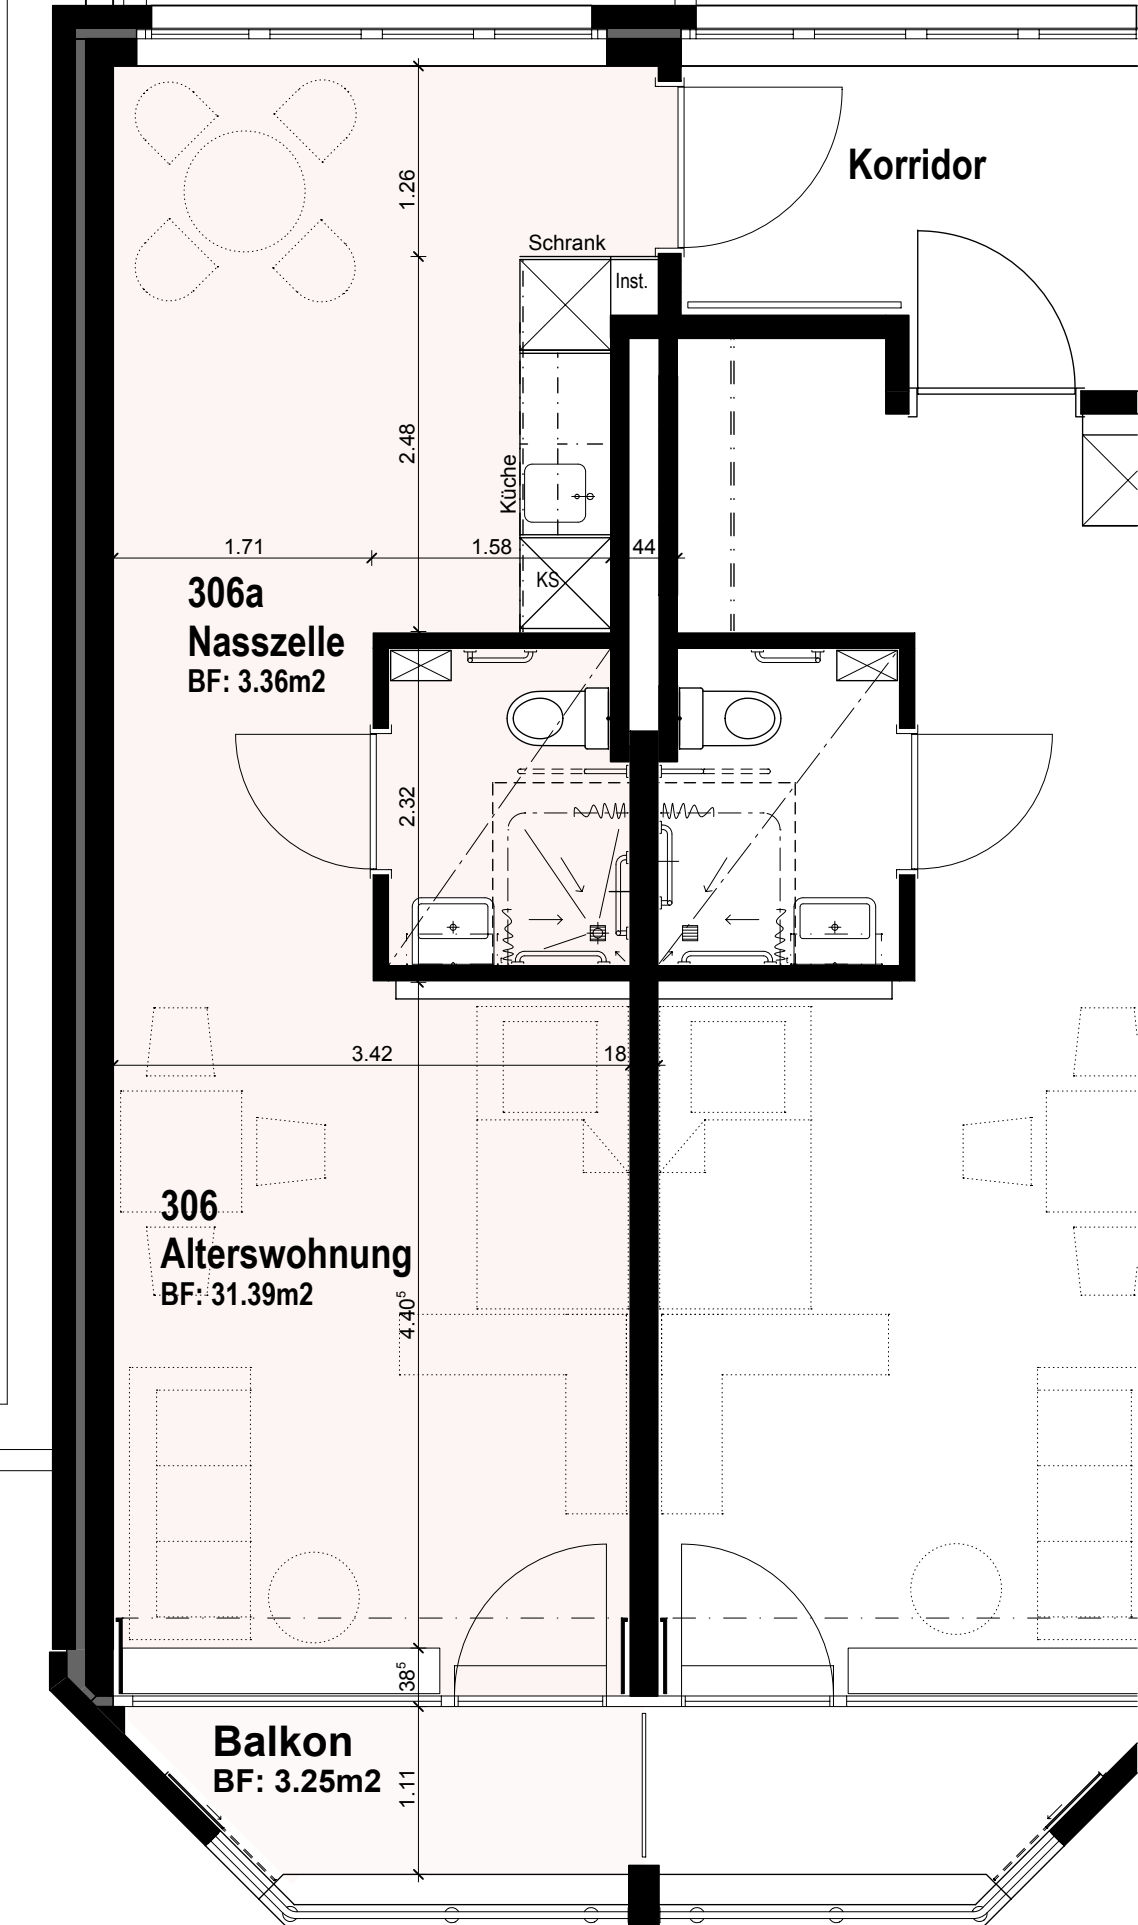 Korridor
1.26
Schrank
Inst.
2.48
Küche
1.71
1.58
44
KS
306a
Nasszelle
BF: 3.36m2
2.32
3.42
18
306
Alterswohnung
BF: 31.39m2
4.40⁵
38⁵
Balkon
BF: 3.25m2
1.11